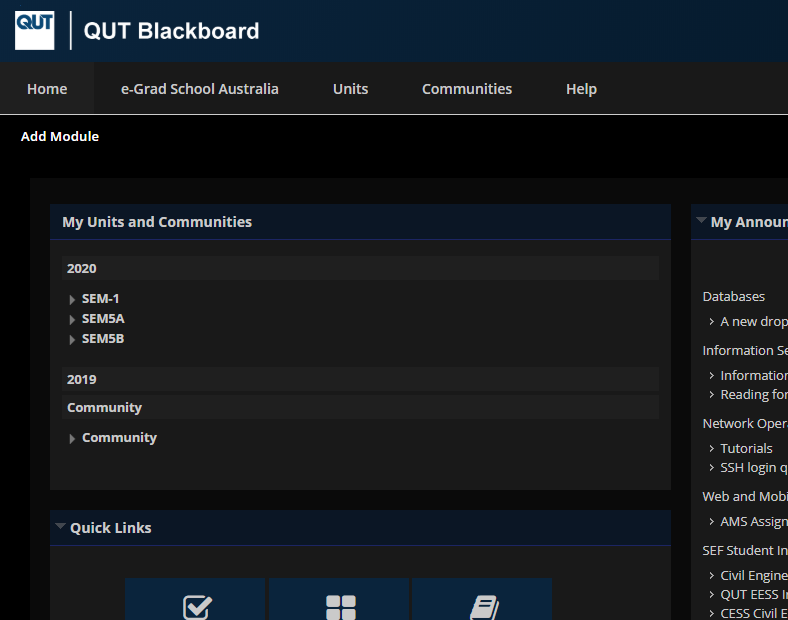 QUT
QUT Blackboard
Home
e-Grad School Australia
Units
Communities
Help
Add Module
My Units and Communities
2020
SEM-1
SEM5A
SEM5B
2019
Community
Community
Quick Links
My Announ
Databases
A new drop
Information Se
Information
Reading for
Network Opera
Tutorials
SSH login q
Web and Mobi
AMS Assign
SEF Student In
Civil Engine
QUT EESS I
CESS Civil E